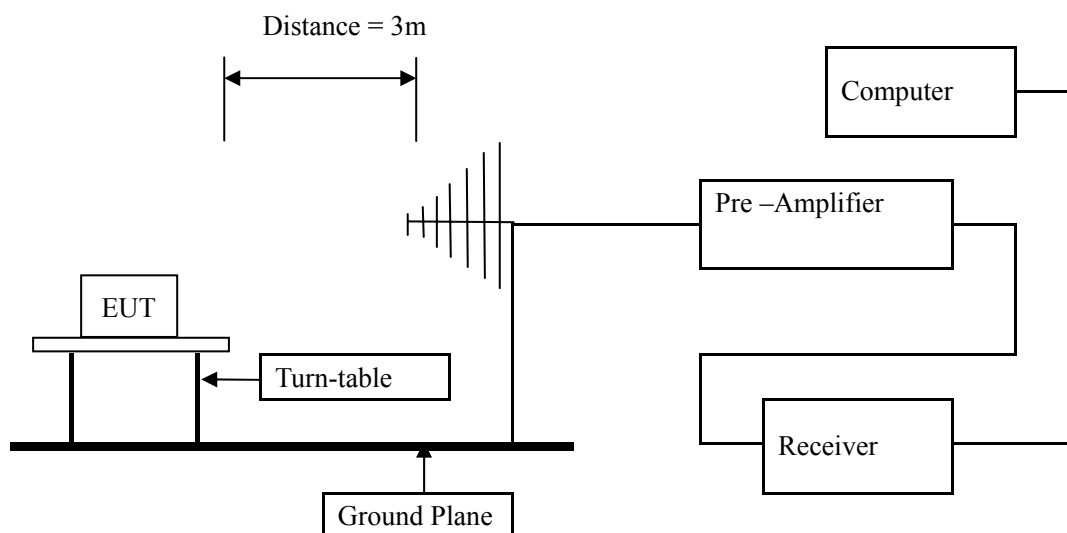 Distance = 3m
Computer
Pre –Amplifier
EUT
Turn-table
Receiver
Ground Plane